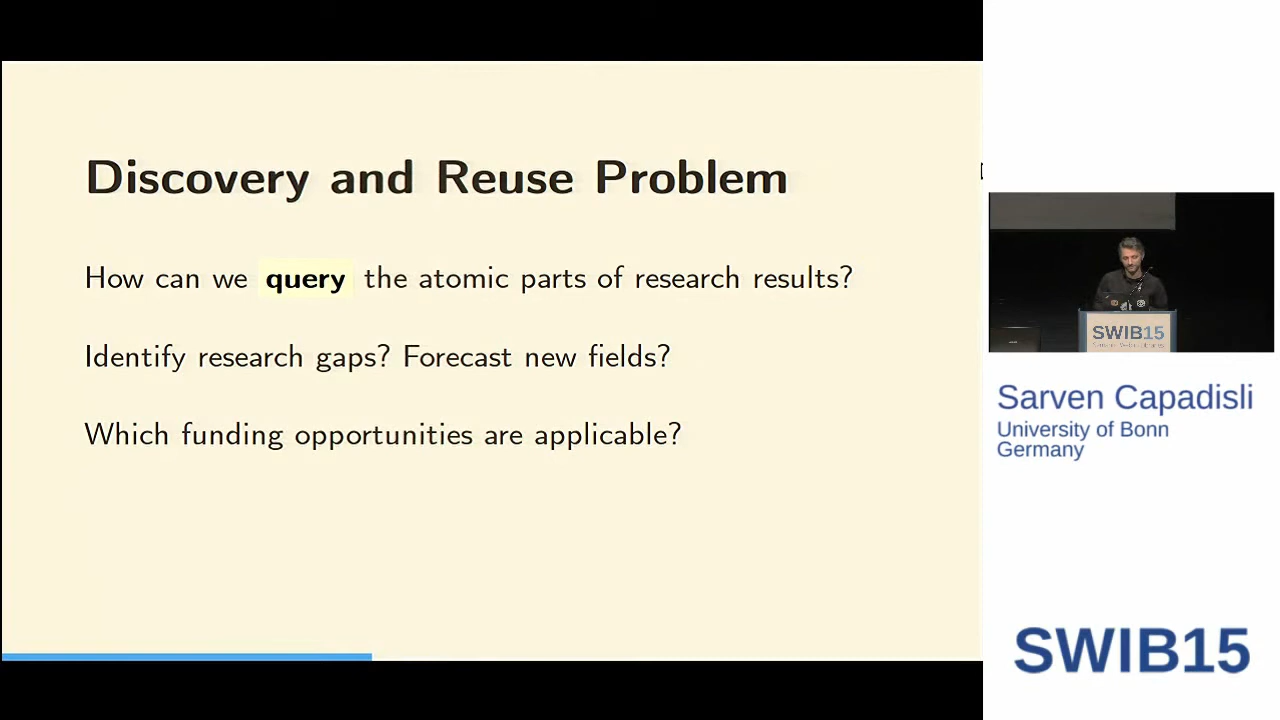 Discovery and Reuse Problem
How can we query the atomic parts of research results?
Identify research gaps? Forecast new fields?
Which funding opportunities are applicable?
SWIB15
Sarven Capadisli
University of Bonn
Germany
SWIB15